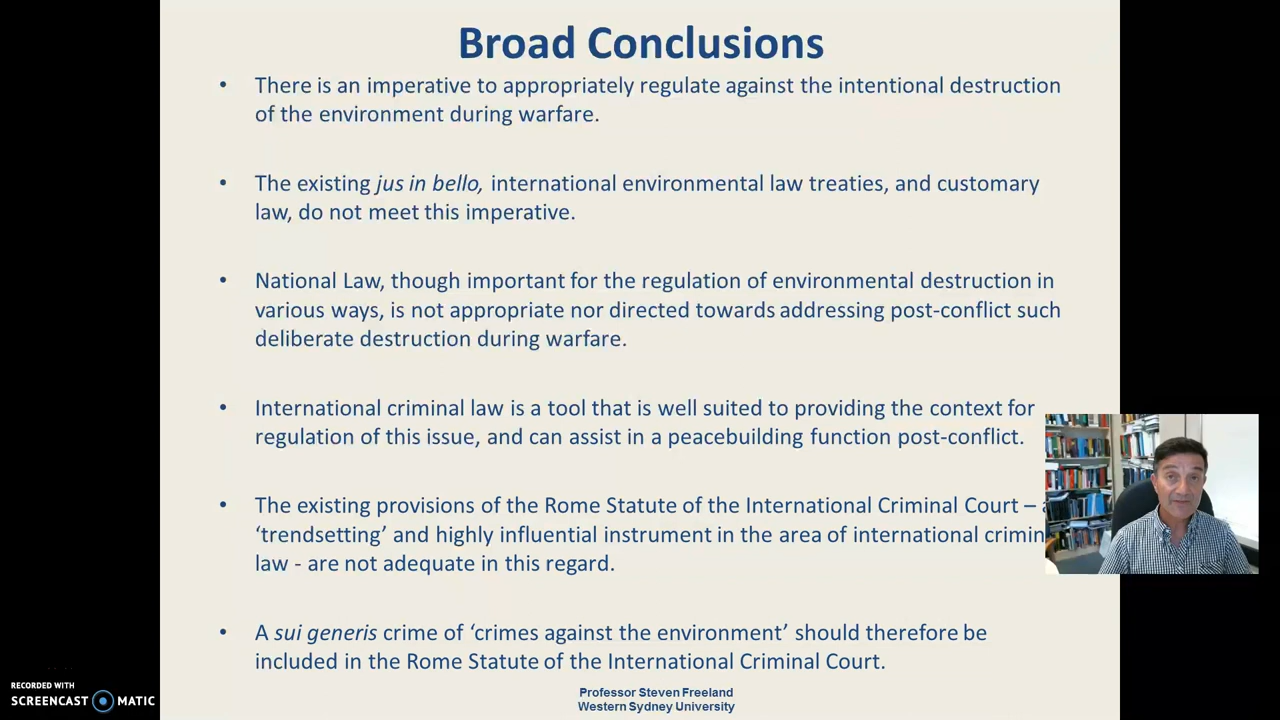 Broad Conclusions
• There is an imperative to appropriately regulate against the intentional destruction
of the environment during warfare.
• The existing jus in bello, international environmental law treaties, and customary
law, do not meet this imperative.
• National Law, though important for the regulation of environmental destruction in
various ways, is not appropriate nor directed towards addressing post-conflict such
deliberate destruction during warfare.
• International criminal law is a tool that is well suited to providing the context for
regulation of this issue, and can assist in a peacebuilding function post-conflict.
• The existing provisions of the Rome Statute of the International Criminal Court –
‘trendsetting’ and highly influential instrument in the area of international
law - are not adequate in this regard.
• A sui generis crime of ‘crimes against the environment’ should therefore be
included in the Rome Statute of the International Criminal Court.
Professor Steven Freeland
Western Sydney University
RECORDED WITH
SCREENCAST MATIC